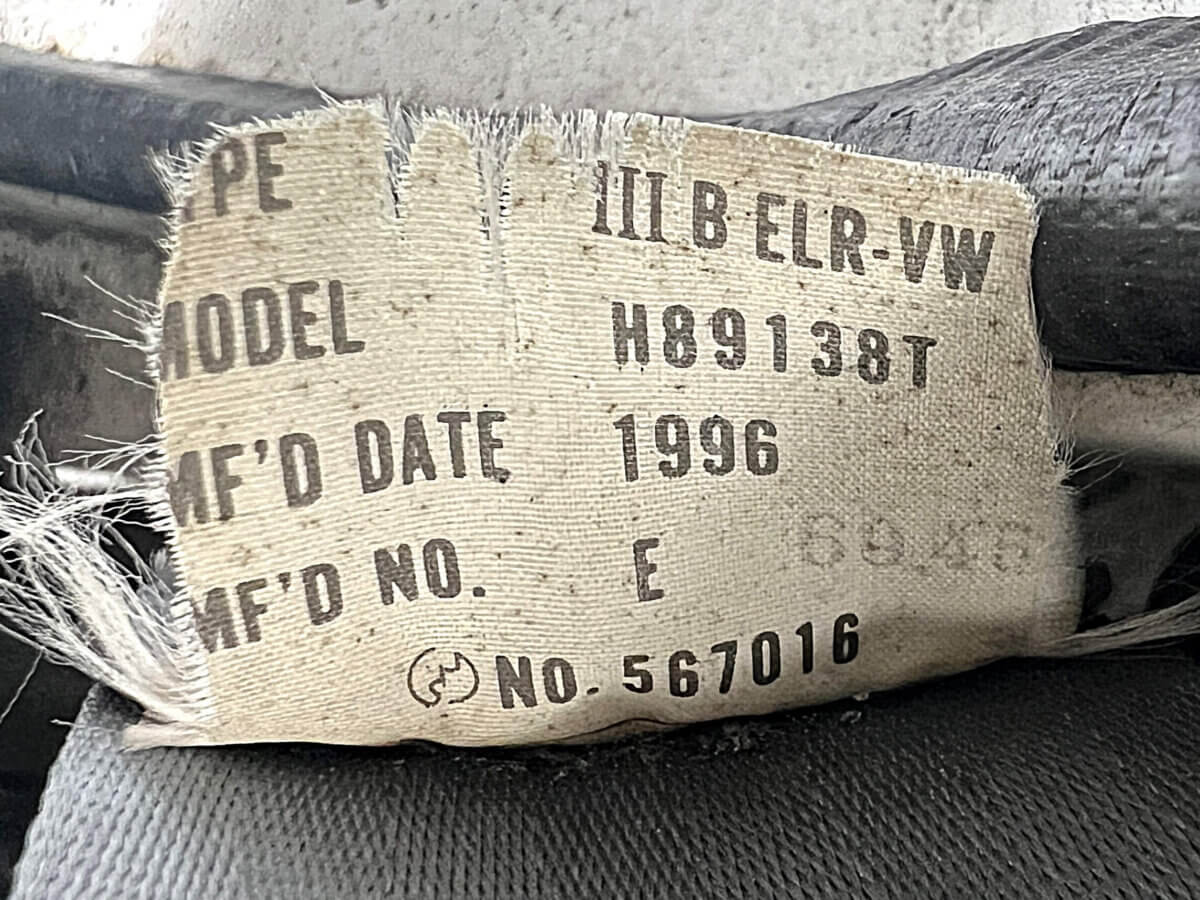 PE III B ELR-VW
MODEL H89138T
MF'D DATE 1996
MF'D NO. E
NO. 567016